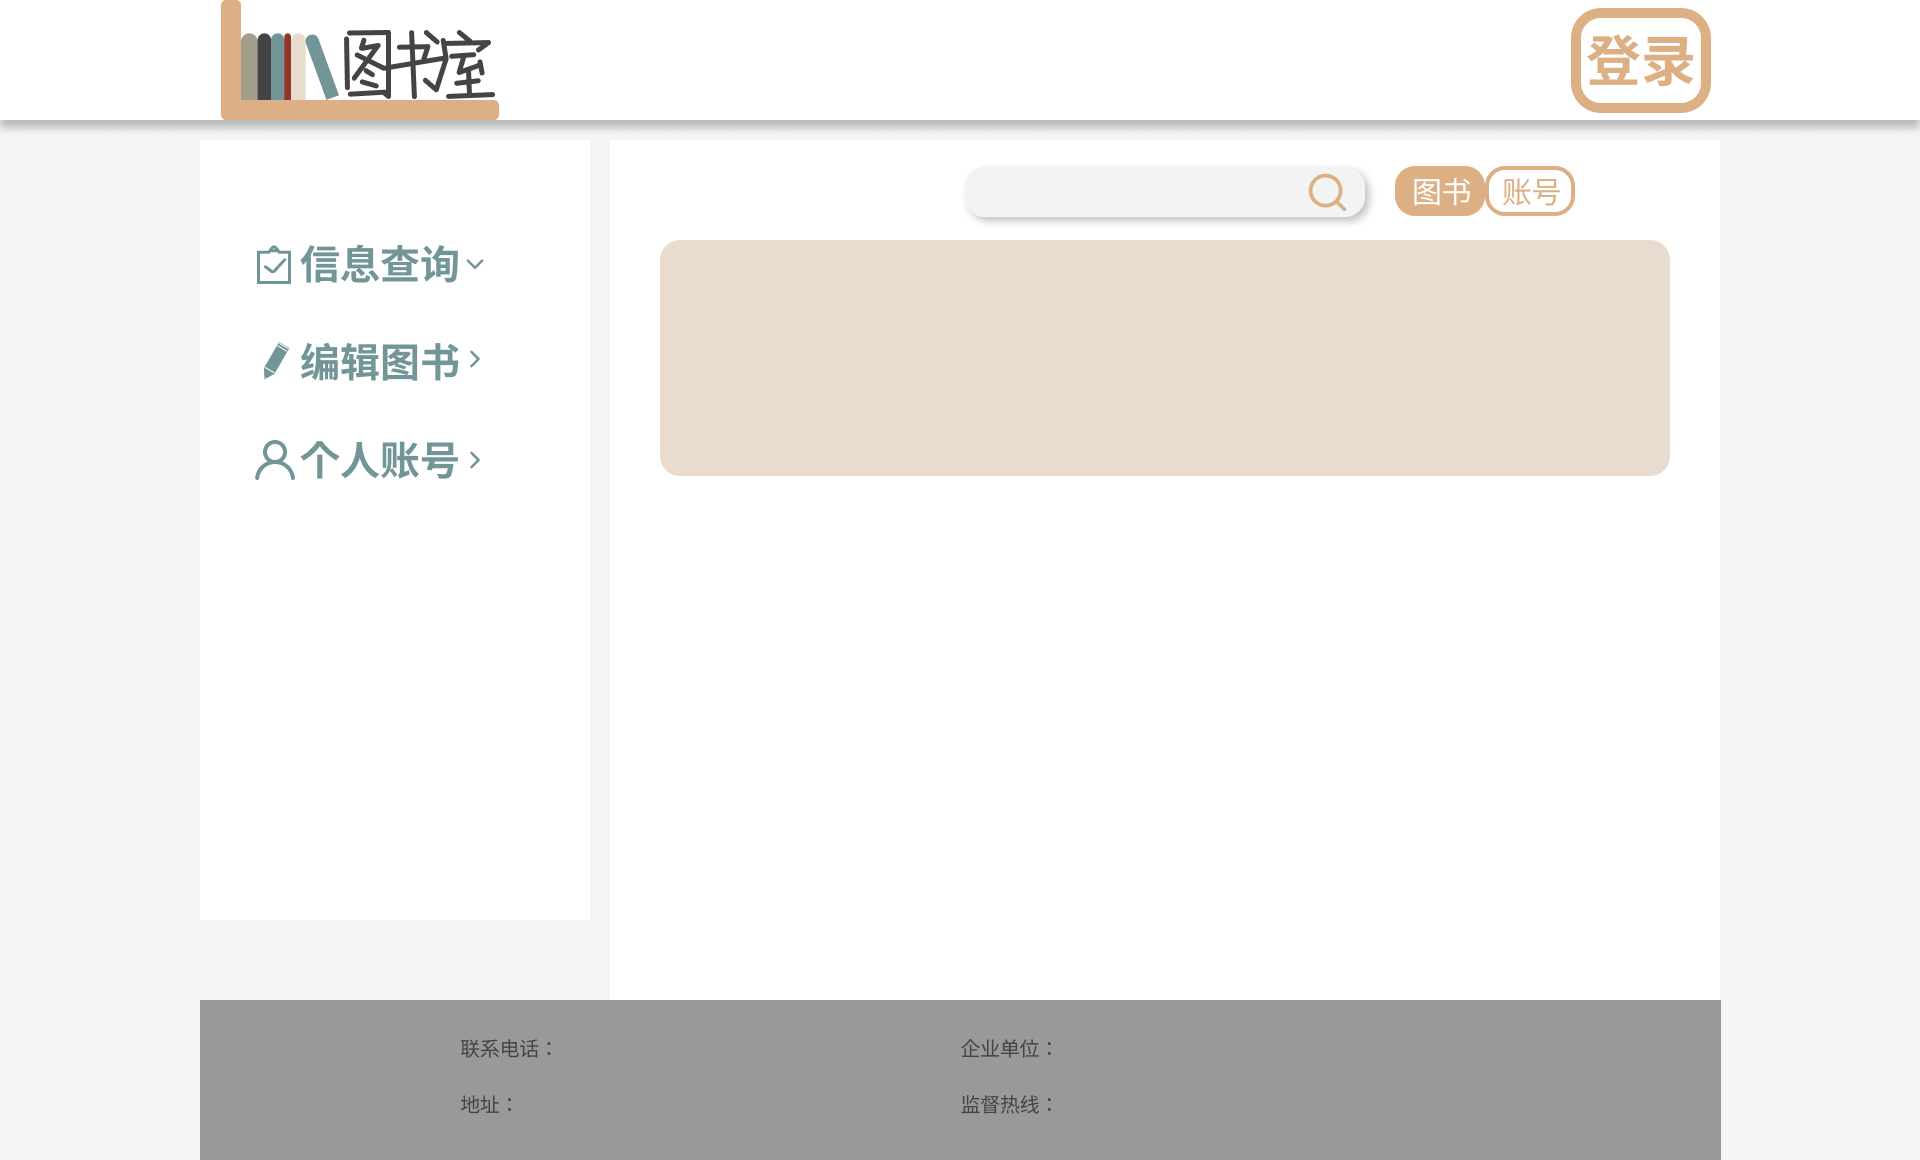 图书室
登录
图书
账号
信息查询
编辑图书
个人账号
联系电话：
企业单位：
地址：
监督热线：